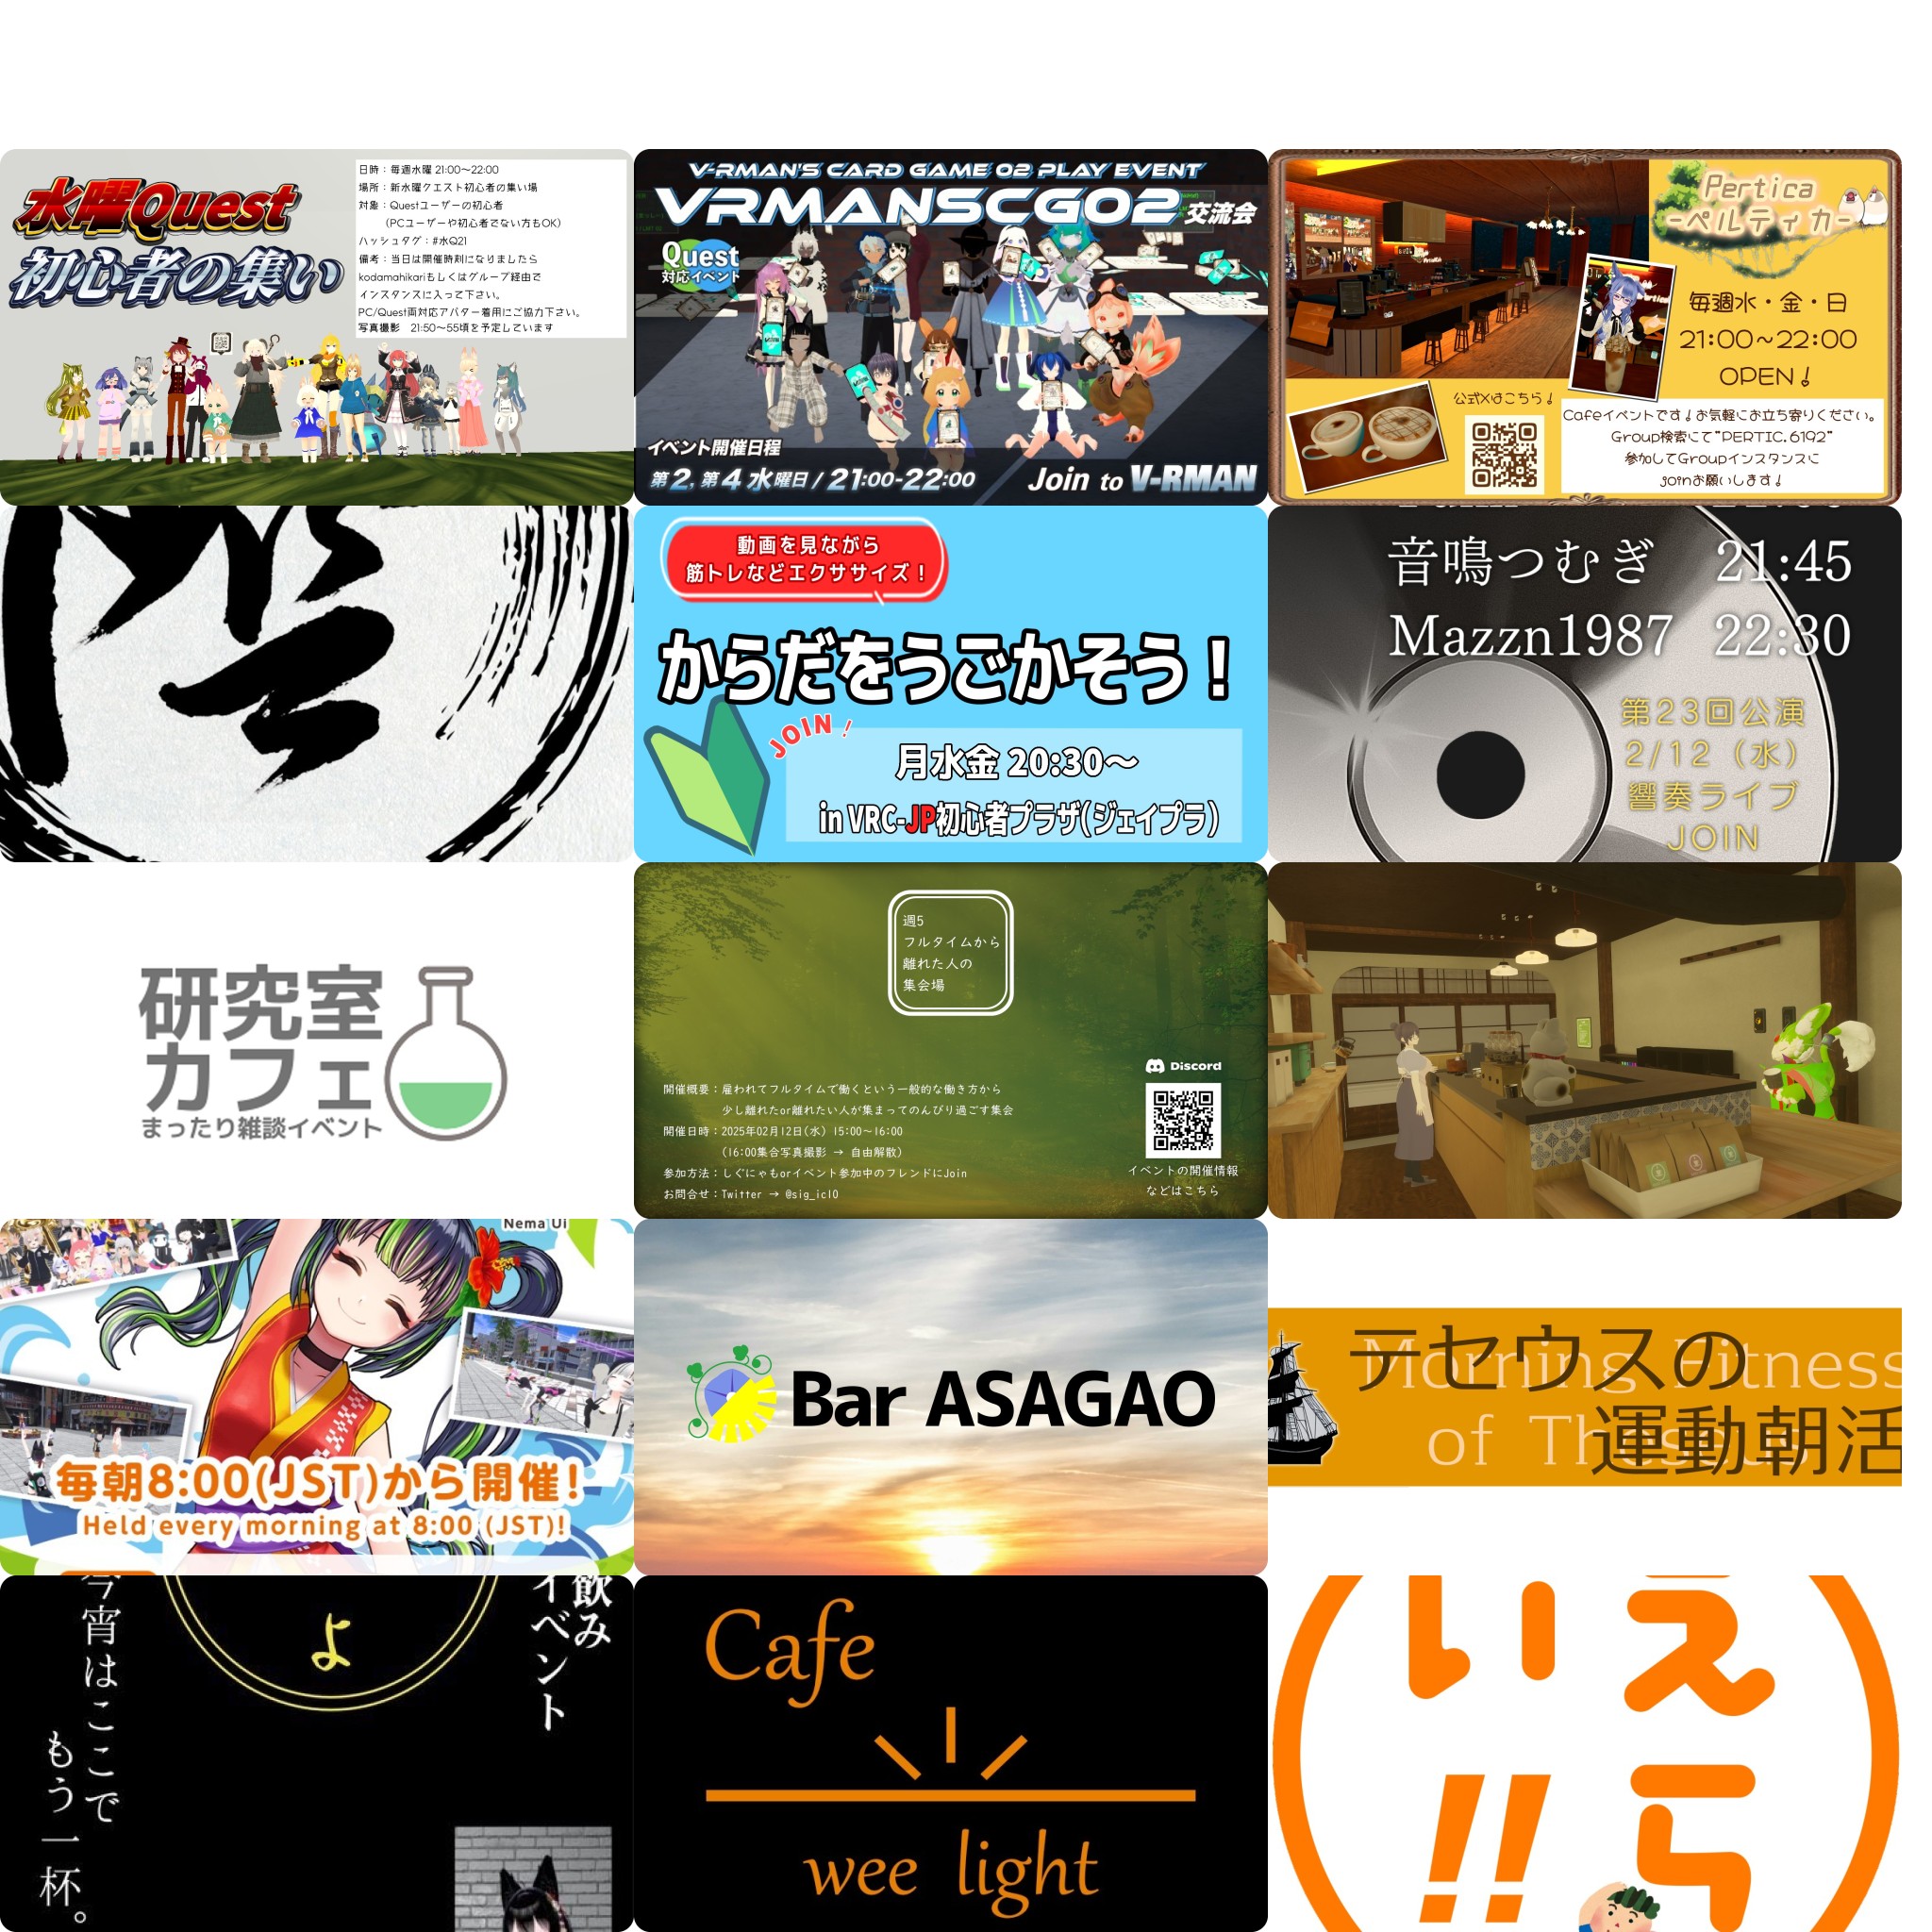 水曜Quest
初心者の集い
日時：毎週水曜 21:00～22:00
場所：新水曜クエスト初心者の集い場
対象：Questユーザーの初心者
（PCユーザーや初心者でない方もOK）
ハッシュタグ：#水Q21
備考：当日は開催時刻になりましたら
kodamahikariもしくはグループ経由で
インスタンスに入って下さい。
PC/Quest両対応アバター着用にご協力下さい。
写真撮影　21:50～55頃を予定しています
V-RMAN'S CARD GAME 02 PLAY EVENT
VRMANSCG02 交流会
Quest
対応イベント
イベント開催日程
第2, 第4 水曜日 / 21:00-22:00
Join to V-RMAN
Pertica
-ペルティカ-
毎週水・金・日
21:00～22:00
OPEN！
公式Xはこちら！
Cafeイベントです！お気軽にお立ち寄りください。
Group検索にて"PERTIC.6192"
参加してGroupインスタンスに
joinお願いします！
動画を見ながら
筋トレなどエクササイズ！
からだをうごかそう！
JOIN！
月水金 20:30～
in VRC-JP初心者プラザ(ジェイプラ)
音鳴つむぎ 21:45
Mazzn1987 22:30
第23回公演
2/12（水）
響奏ライブ
JOIN
研究室
カフェ
まったり雑談イベント
週5
フルタイムから
離れた人の
集会場
開催概要：雇われてフルタイムで働くという一般的な働き方から
少し離れたor離れたい人が集まってのんびり過ごす集会
開催日時：2025年02月12日(水) 15:00～16:00
(16:00集合写真撮影 → 自由解散)
参加方法：しぐにゃもorイベント参加中のフレンドにJoin
お問合せ：Twitter → @sig_icl0
Discord
イベントの開催情報
などはこちら
Nema Ui
毎朝8:00(JST)から開催！
Held every morning at 8:00 (JST)!
Bar ASAGAO
テセウスの
運動朝活
Morning Fitness
of Thes
飲み
イベント
よ
今宵はここで
もう一杯。
Cafe
wee light
えら
い!!